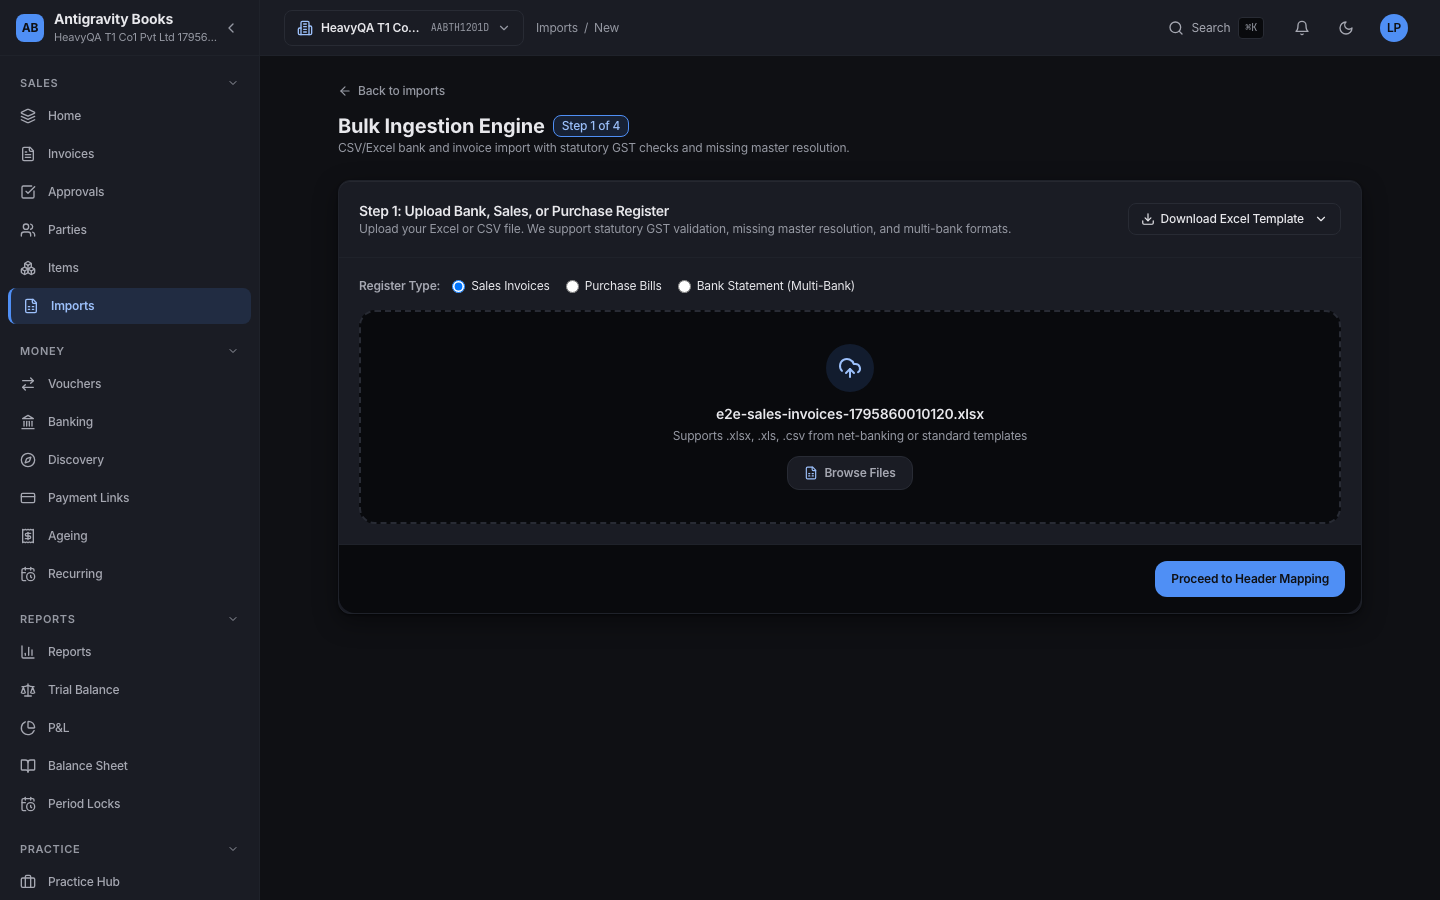 AB
Antigravity Books
HeavyQA T1 Co1 Pvt Ltd 17956...
SALES
Home
Invoices
Approvals
Parties
Items
Imports
MONEY
Vouchers
Banking
Discovery
Payment Links
Ageing
Recurring
REPORTS
Reports
Trial Balance
P&L
Balance Sheet
Period Locks
PRACTICE
Practice Hub
HeavyQA T1 Co... AABTH1201D
Imports / New
Search ⌘K
LP
Back to imports
Bulk Ingestion Engine Step 1 of 4
CSV/Excel bank and invoice import with statutory GST checks and missing master resolution.
Step 1: Upload Bank, Sales, or Purchase Register
Upload your Excel or CSV file. We support statutory GST validation, missing master resolution, and multi-bank formats.
Download Excel Template
Register Type: Sales Invoices Purchase Bills Bank Statement (Multi-Bank)
e2e-sales-invoices-1795860010120.xlsx
Supports .xlsx, .xls, .csv from net-banking or standard templates
Browse Files
Proceed to Header Mapping